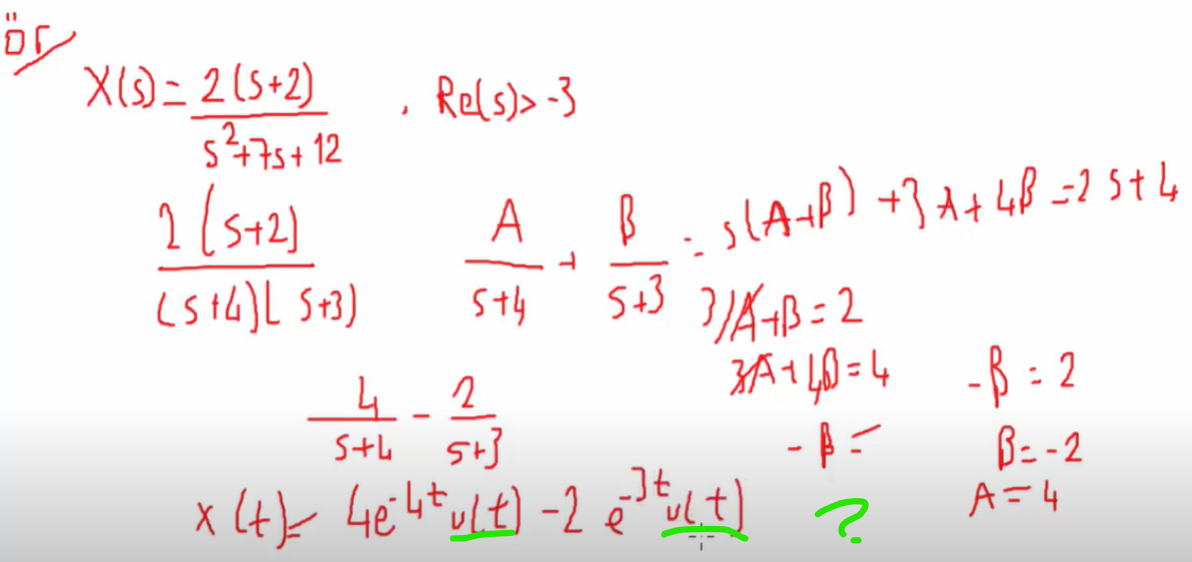 ör
X(s) = 2(s+2) / s²+7s+12 , Re(s)>-3
2(s+2) / (s+4)(s+3)
A / s+4 + B / s+3 = s(A+B) + 3A+4B = 2s+4
3/ A+B = 2
3A+4B = 4
-B =
-B = 2
B = -2
A = 4
4 / s+4 - 2 / s+3
x(t) = 4e^-4t u(t) - 2e^-3t u(t) ?